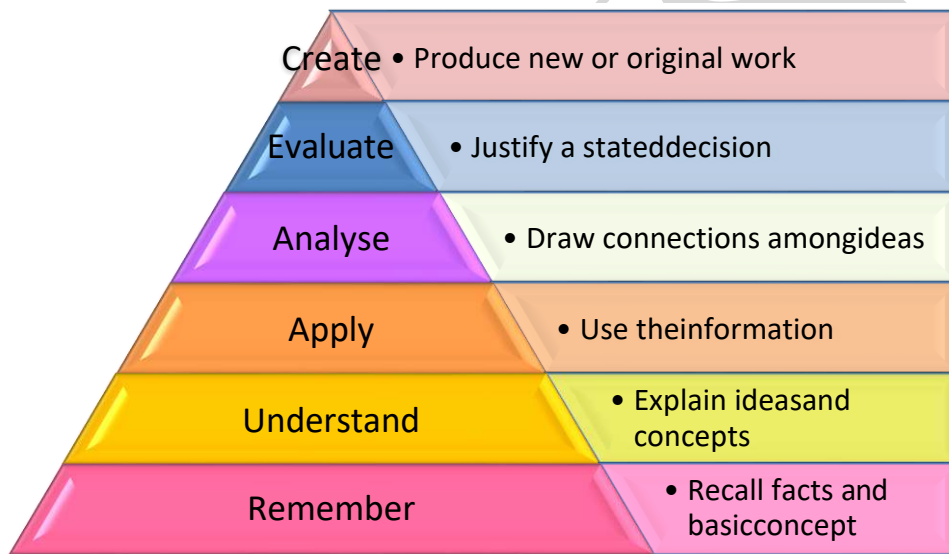 Create • Produce new or original work
Evaluate • Justify a stateddecision
Analyse • Draw connections amongideas
Apply • Use theinformation
Understand • Explain ideasand
concepts
Remember • Recall facts and
basicconcept